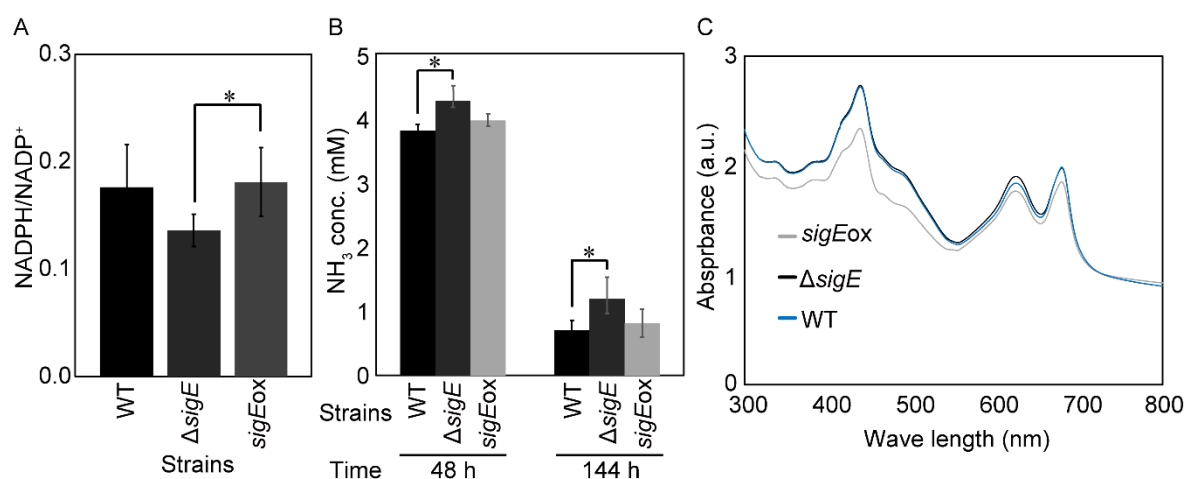 A
NADPH/NADP⁺
0.3
0.2
0.1
0.0
*
WT
ΔsigE
sigEox
Strains
B
NH₃ conc. (mM)
5
4
3
2
1
0
*
*
Strains
WT
ΔsigE
sigEox
WT
ΔsigE
sigEox
Time
48 h
144 h
C
Absprbance (a.u.)
3
2
1
0
sigEox
ΔsigE
WT
300 400 500 600 700 800
Wave length (nm)